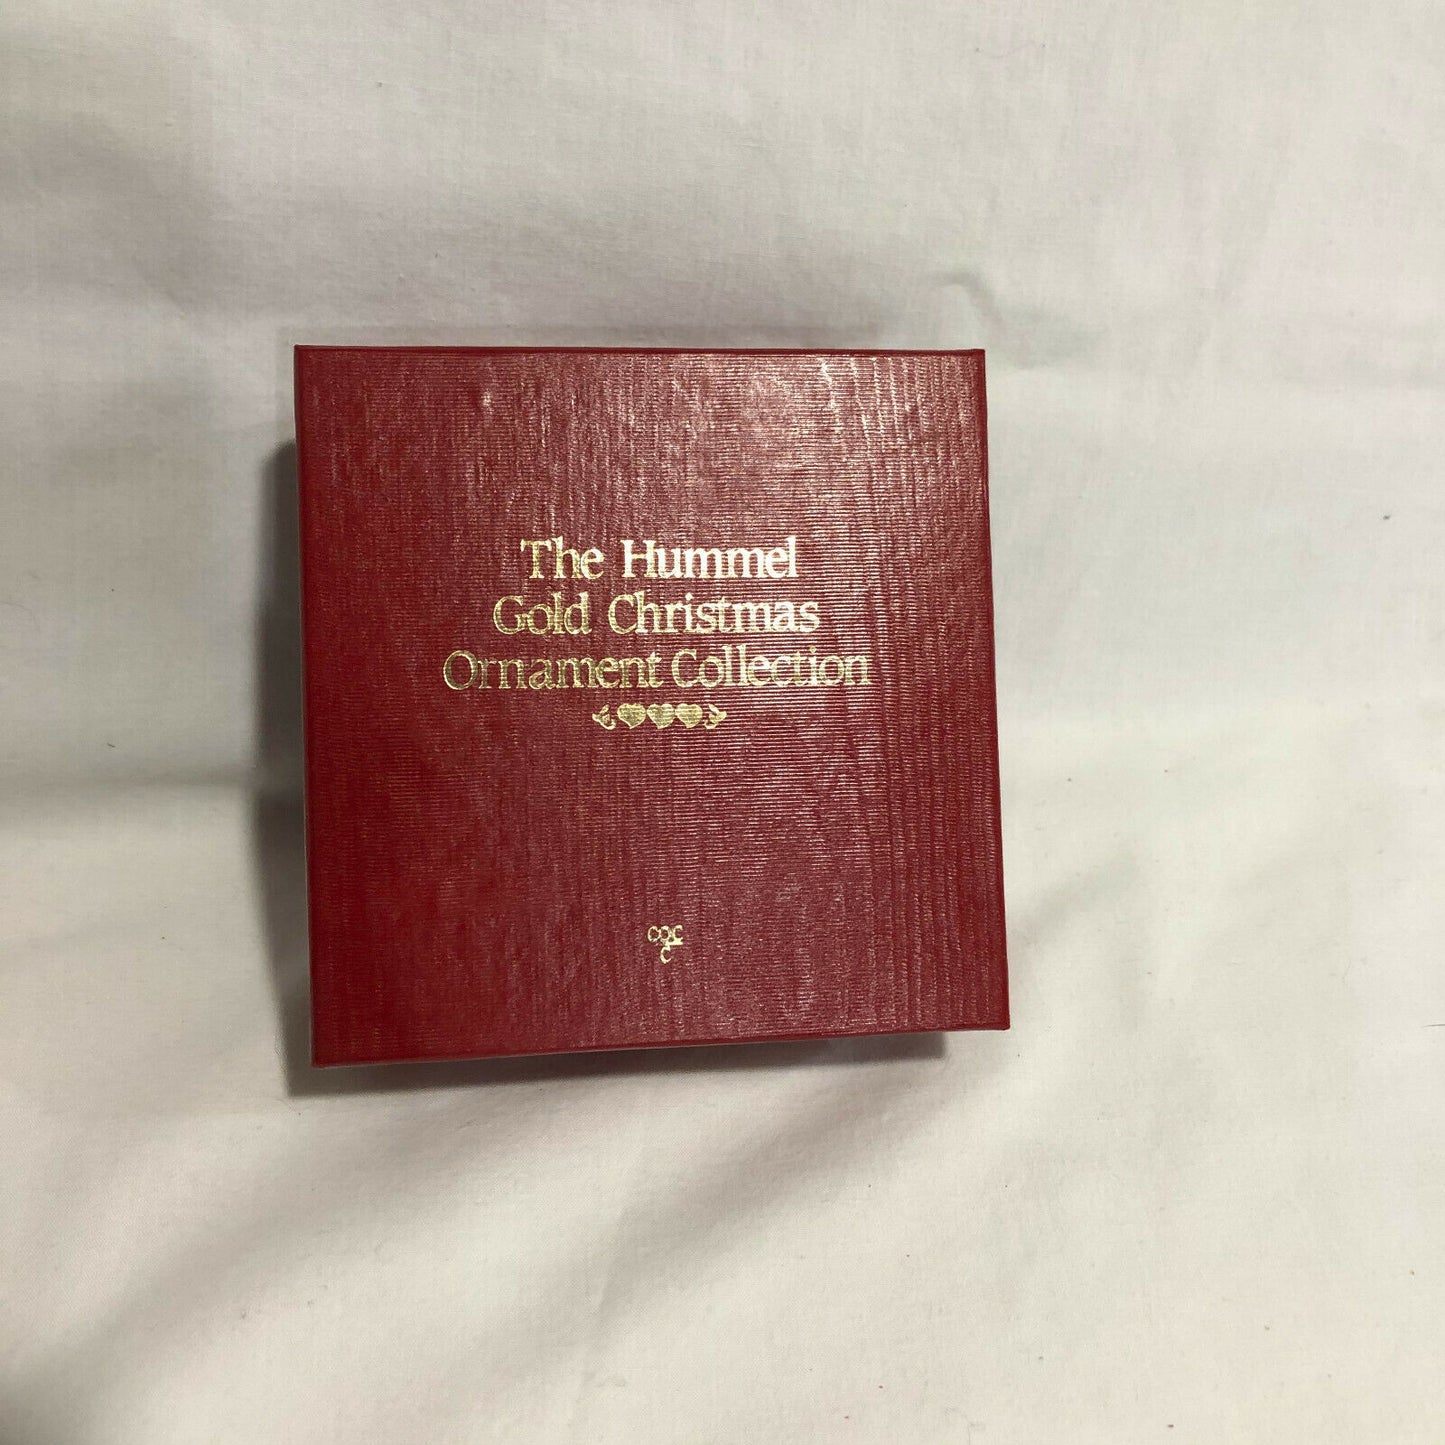 The Hummel
Gold Christmas
Ornament Collection